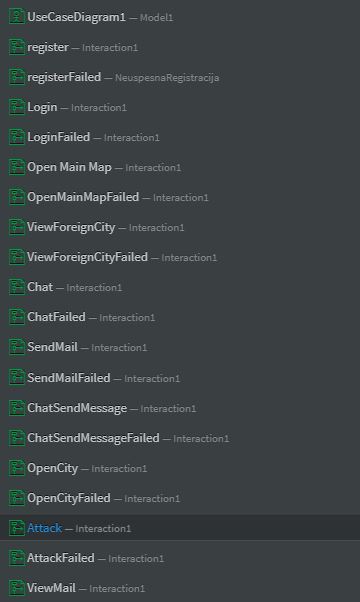 UseCaseDiagram1 — Model1
register — Interaction1
registerFailed — NeuspesnaRegistracija
Login — Interaction1
LoginFailed — Interaction1
Open Main Map — Interaction1
OpenMainMapFailed — Interaction1
ViewForeignCity — Interaction1
ViewForeignCityFailed — Interaction1
Chat — Interaction1
ChatFailed — Interaction1
SendMail — Interaction1
SendMailFailed — Interaction1
ChatSendMessage — Interaction1
ChatSendMessageFailed — Interaction1
OpenCity — Interaction1
OpenCityFailed — Interaction1
Attack — Interaction1
AttackFailed — Interaction1
ViewMail — Interaction1